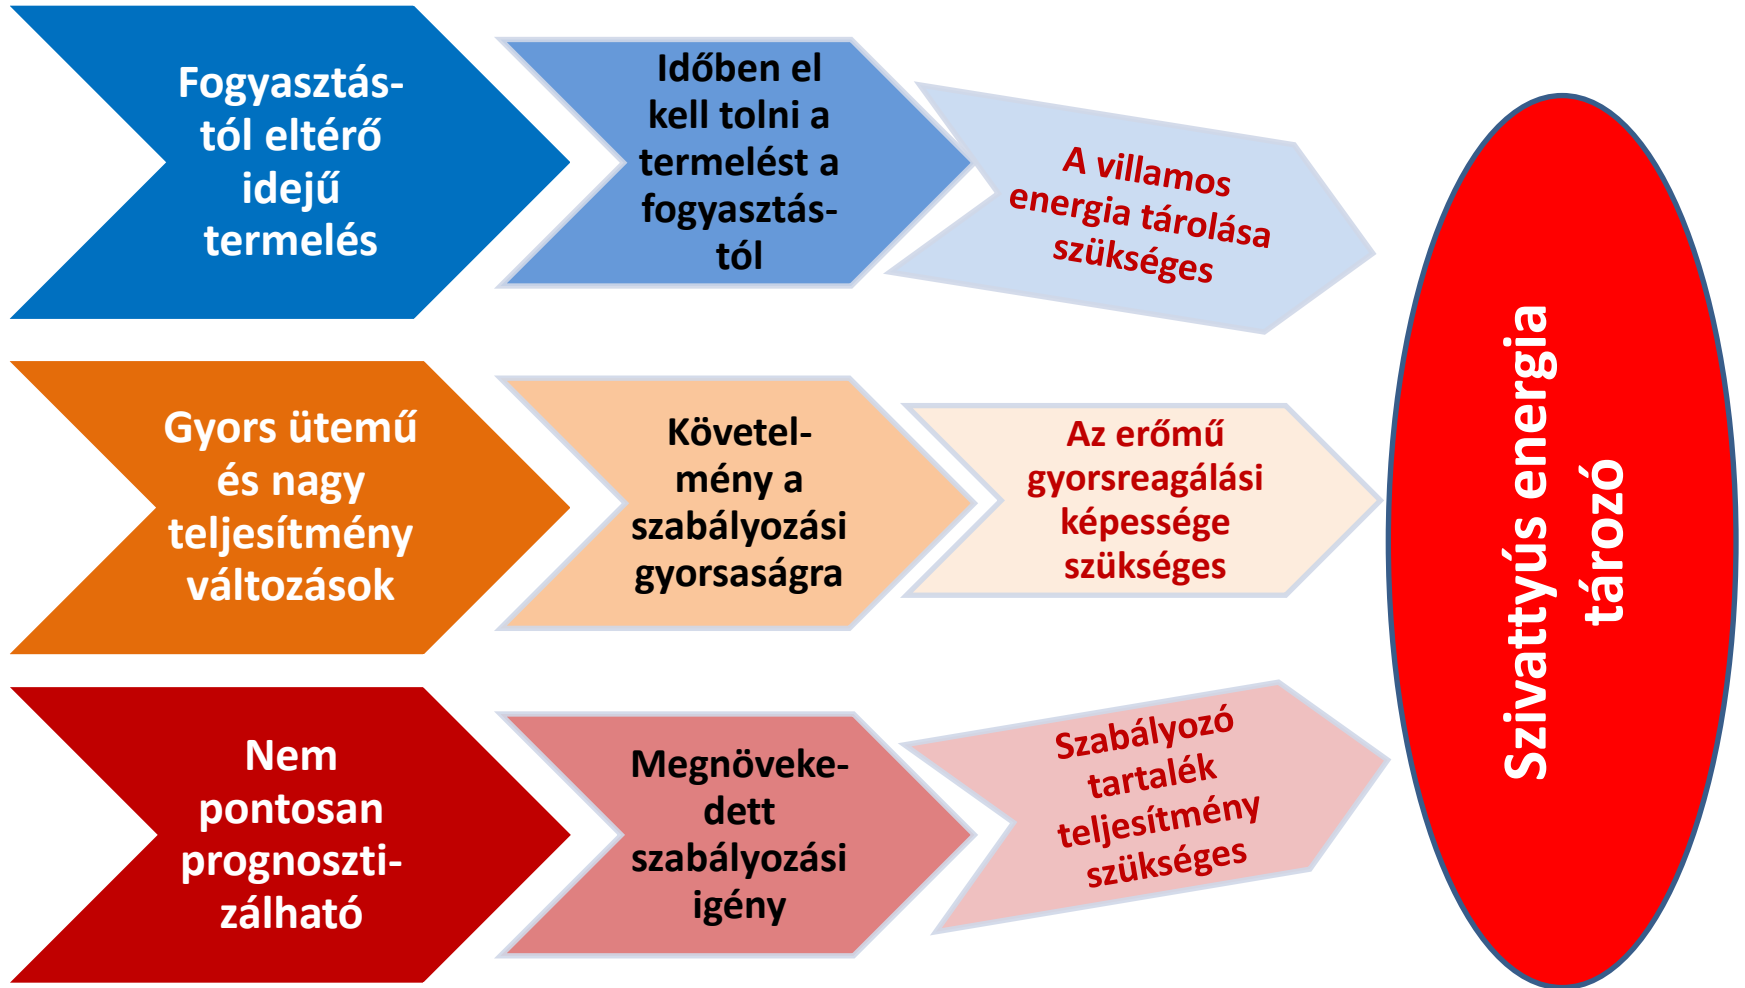 Fogyasztás-
tól eltérő
idejű
termelés
Időben el
kell tolni a
termelést a
fogyasztás-
tól
A villamos
energia tárolása
szükséges
Gyors ütemű
és nagy
teljesítmény
változások
Követel-
mény a
szabályozási
gyorsaságra
Az erőmű
gyorsreagálási
képessége
szükséges
Nem
pontosan
prognoszti-
zálható
Megnöveke-
dett
szabályozási
igény
Szabályozó
tartalék
teljesítmény
szükséges
Szivattyús energia
tározó